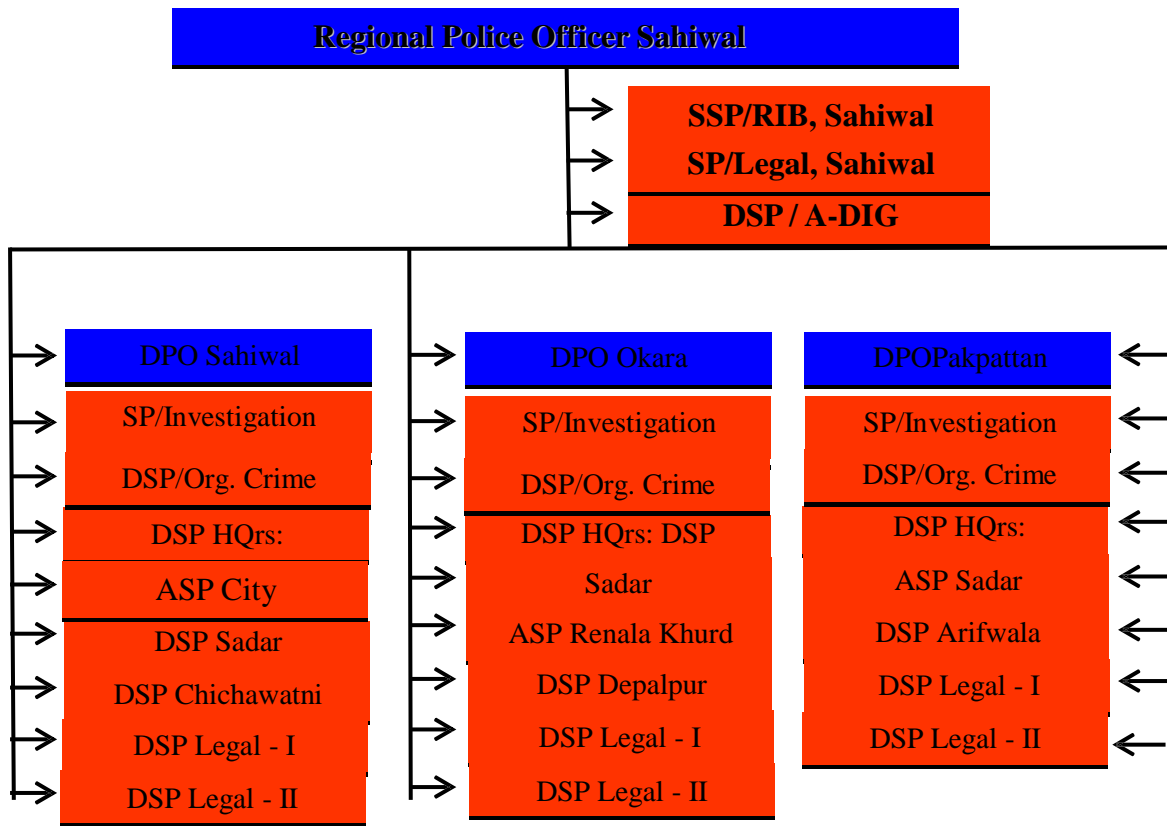 Regional Police Officer Sahiwal
SSP/RIB, Sahiwal
SP/Legal, Sahiwal
DSP / A-DIG
DPO Sahiwal
SP/Investigation
DSP/Org. Crime
DSP HQrs:
ASP City
DSP Sadar
DSP Chichawatni
DSP Legal - I
DSP Legal - II
DPO Okara
SP/Investigation
DSP/Org. Crime
DSP HQrs: DSP
Sadar
ASP Renala Khurd
DSP Depalpur
DSP Legal - I
DSP Legal - II
DPOPakpattan
SP/Investigation
DSP/Org. Crime
DSP HQrs:
ASP Sadar
DSP Arifwala
DSP Legal - I
DSP Legal - II